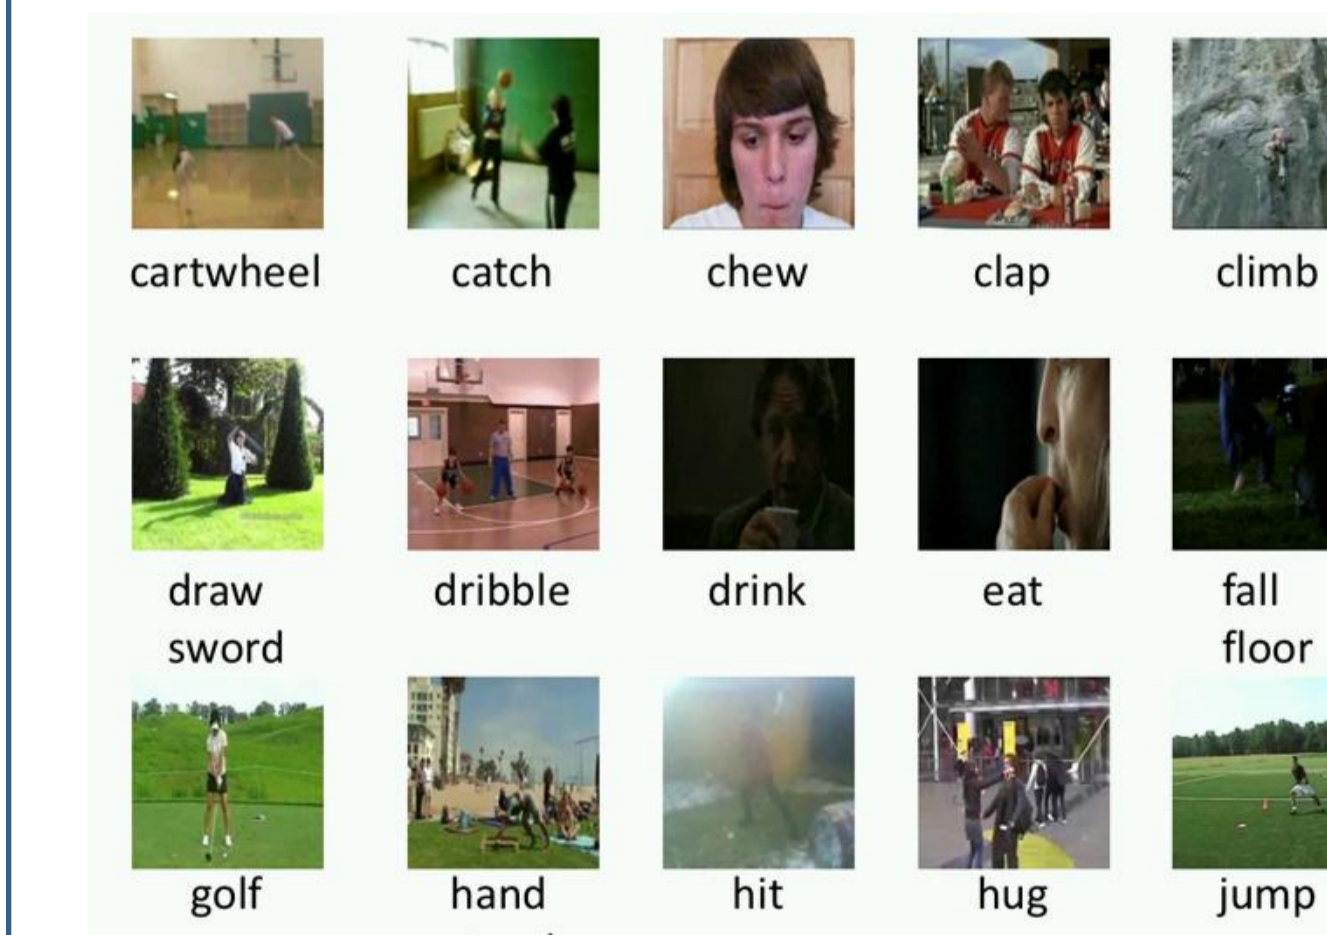 cartwheel catch chew clap climb
draw sword dribble drink eat fall floor
golf hand hit hug jump